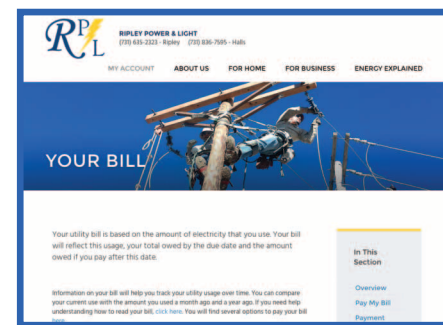 RPL
RIPLEY POWER & LIGHT
(731) 635-2323 - Ripley (731) 836-7595 - Halls
MY ACCOUNT ABOUT US FOR HOME FOR BUSINESS ENERGY EXPLAINED
YOUR BILL
Your utility bill is based on the amount of electricity that you use. Your bill
will reflect this usage, your total owed by the due date and the amount
owed if you pay after this date.
Information on your bill will help you track your utility usage over time. You can compare
your current use with the amount you used a month ago and a year ago. If you need help
understanding how to read your bill, click here. You will find several options to pay your bill
here.
In This
Section
Overview
Pay My Bill
Payment